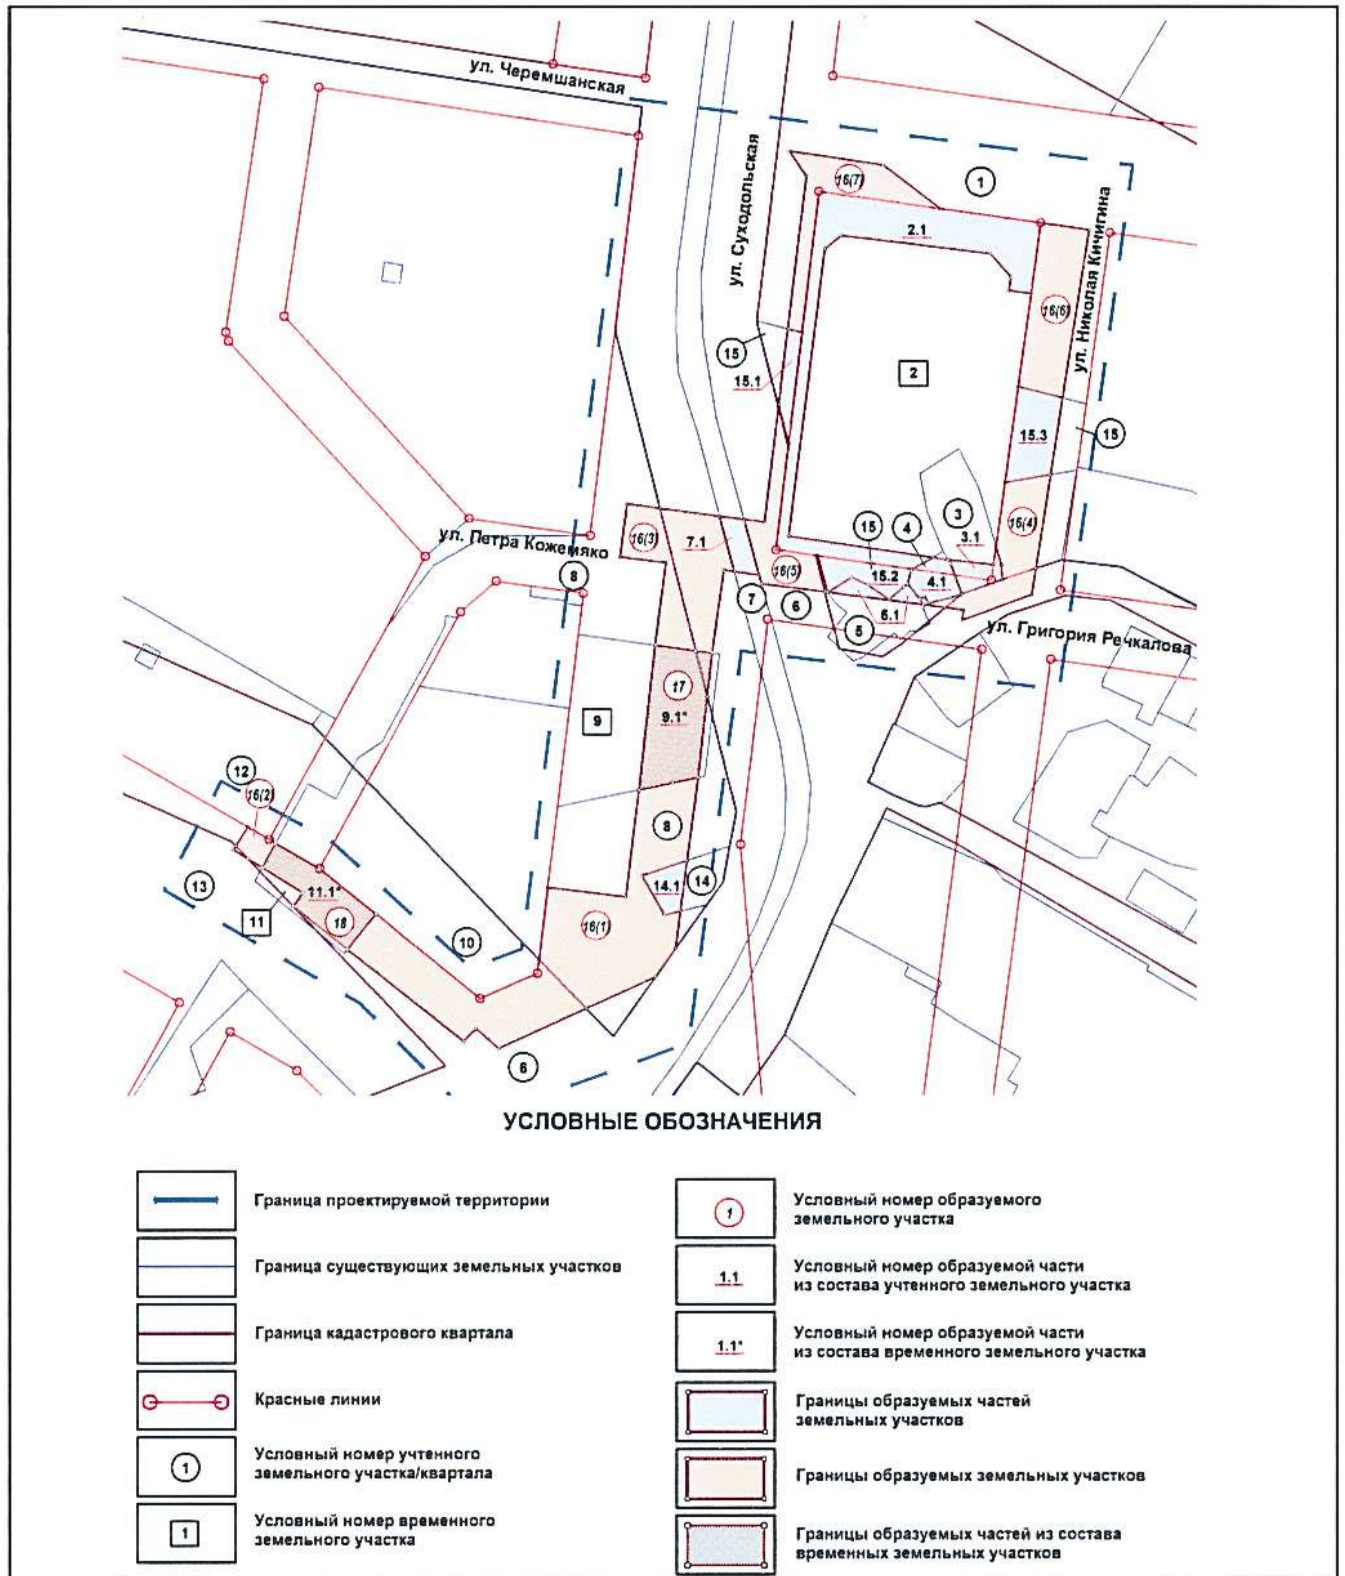 ул. Черемшанская
ул. Суходольская
ул. Николая Кичигина
16(7)
1
2.1
16(6)
15
15.1
2
15.3
15
3
3.1
16(4)
15
4
16(3)
7.1
ул. Петра Кожемяко
8
16(5)
15.2
4.1
7
6
6.1
5
ул. Григория Речкалова
17
9.1*
9
12
16(2)
8
13
11.1*
14.1
14
11
18
10
16(1)
6
УСЛОВНЫЕ ОБОЗНАЧЕНИЯ
Граница проектируемой территории
Граница существующих земельных участков
Граница кадастрового квартала
Красные линии
1
Условный номер учтенного
земельного участка/квартала
1
Условный номер временного
земельного участка
1
Условный номер образуемого
земельного участка
1.1
Условный номер образуемой части
из состава учтенного земельного участка
1.1*
Условный номер образуемой части
из состава временного земельного участка
Границы образуемых частей
земельных участков
Границы образуемых земельных участков
Границы образуемых частей из состава
временных земельных участков